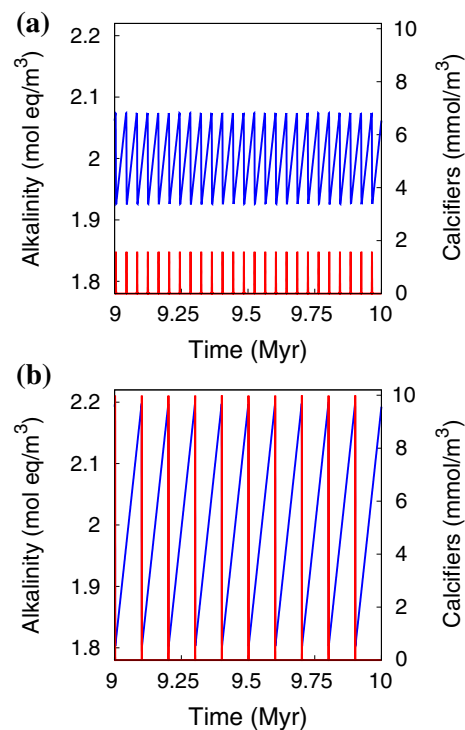 (a)
2.2
2.1
2
1.9
1.8
Alkalinity (mol eq/m³)
10
8
6
4
2
0
Calcifiers (mmol/m³)
9 9.25 9.5 9.75 10
Time (Myr)
(b)
2.2
2.1
2
1.9
1.8
Alkalinity (mol eq/m³)
10
8
6
4
2
0
Calcifiers (mmol/m³)
9 9.25 9.5 9.75 10
Time (Myr)